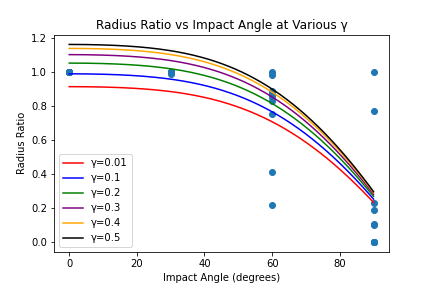 Radius Ratio vs Impact Angle at Various γ
Radius Ratio
1.2
1.0
0.8
0.6
0.4
0.2
0.0
γ=0.01
γ=0.1
γ=0.2
γ=0.3
γ=0.4
γ=0.5
0 20 40 60 80
Impact Angle (degrees)